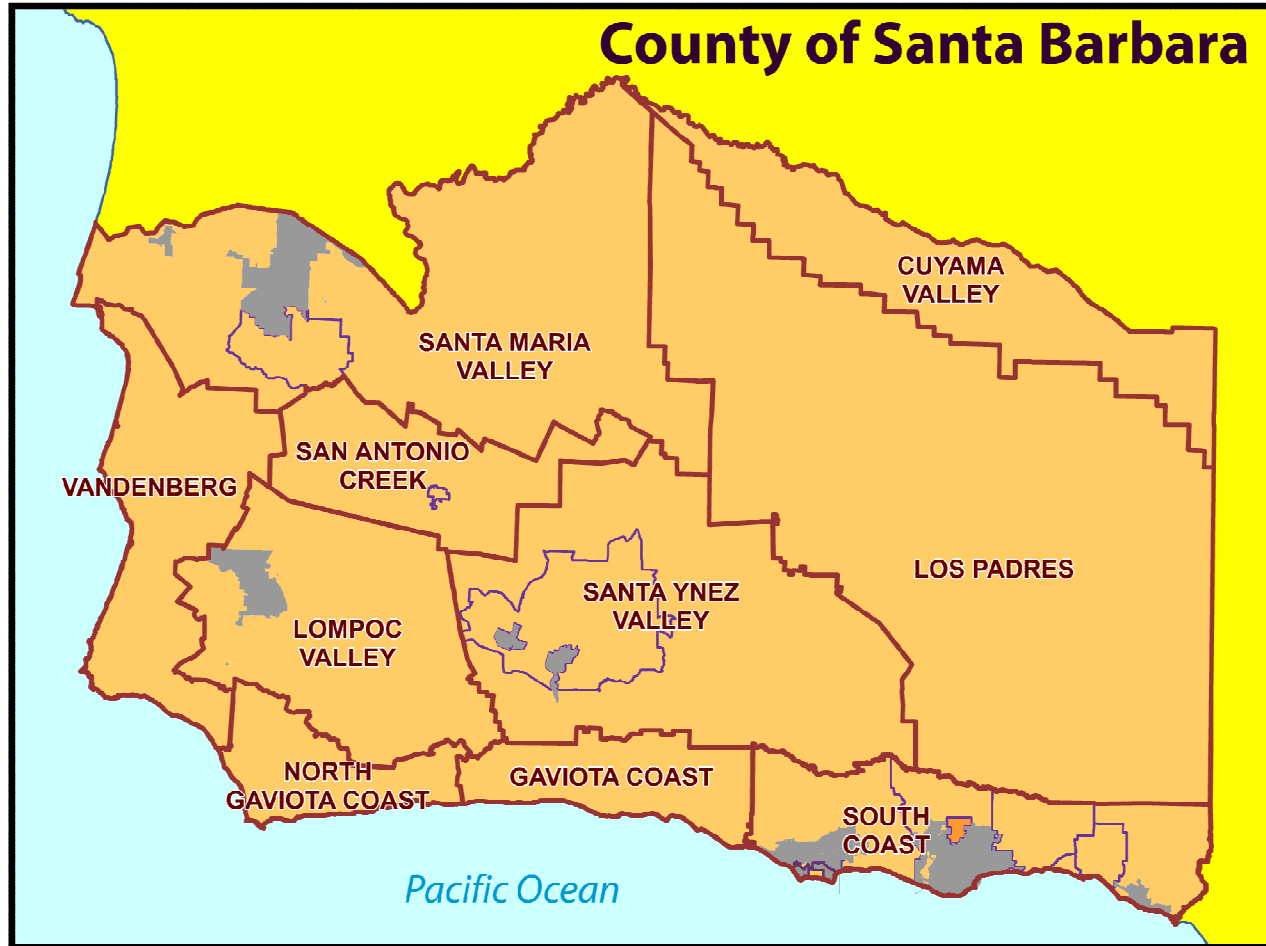 County of Santa Barbara
CUYAMA
VALLEY
SANTA MARIA
VALLEY
SAN ANTONIO
CREEK
VANDENBERG
LOS PADRES
SANTA YNEZ
VALLEY
LOMPOC
VALLEY
NORTH
GAVIOTA COAST
GAVIOTA COAST
SOUTH
COAST
Pacific Ocean